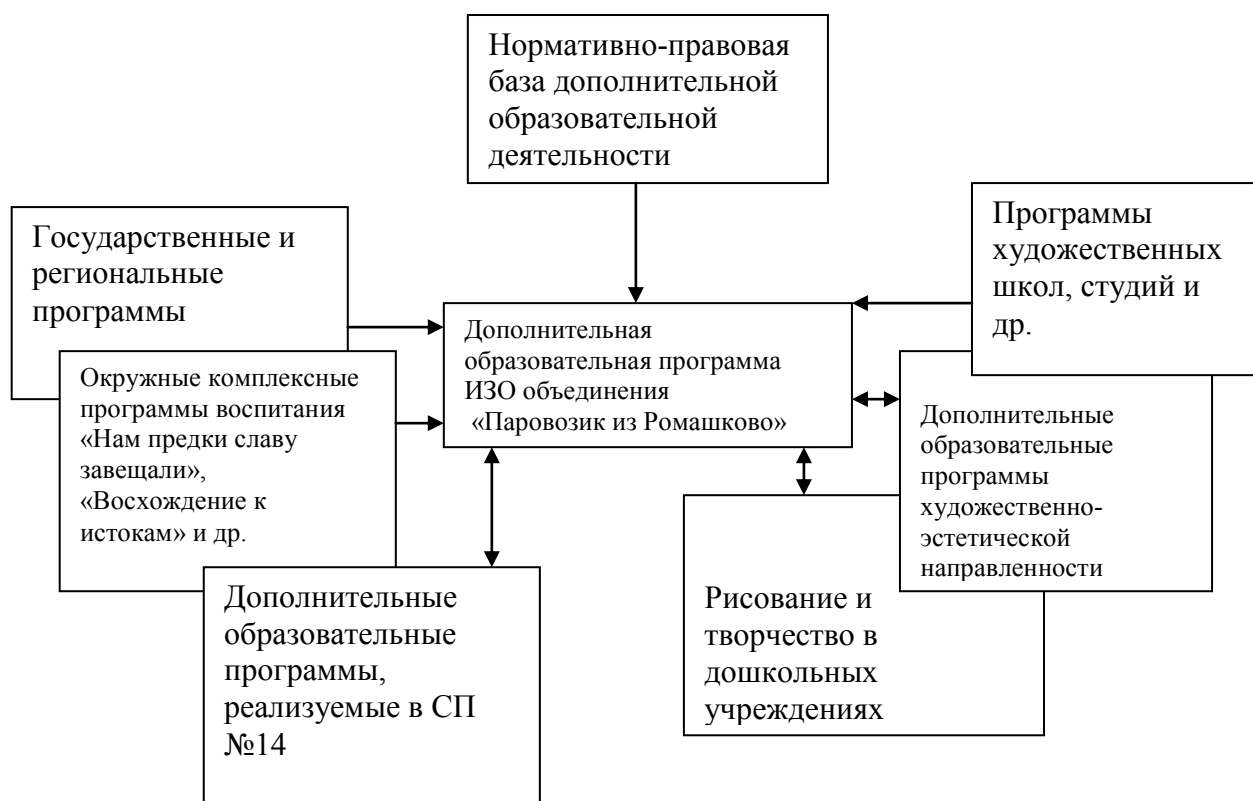 Нормативно-правовая
база дополнительной
образовательной
деятельности
Государственные и
региональные
программы
Программы
художественных
школ, студий и
др.
Дополнительная
образовательная программа
ИЗО объединения
«Паровозик из Ромашково»
Окружные комплексные
программы воспитания
«Нам предки славу
завещали»,
«Восхождение к
истокам» и др.
Дополнительные
образовательные
программы
художественно-
эстетической
направленности
Дополнительные
образовательные
программы,
реализуемые в СП
№14
Рисование и
творчество в
дошкольных
учреждениях